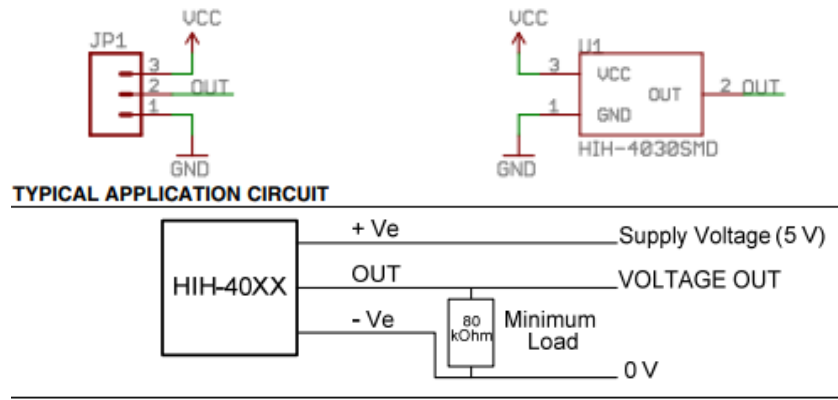 VCC
JP1
3
2 OUT
1
GND
VCC
U1
3
VCC
OUT
2 OUT
1
GND
HIH-4030SMD
GND
TYPICAL APPLICATION CIRCUIT
HIH-40XX
+ Ve
Supply Voltage (5 V)
OUT
VOLTAGE OUT
- Ve
80
kOhm
Minimum
Load
0 V